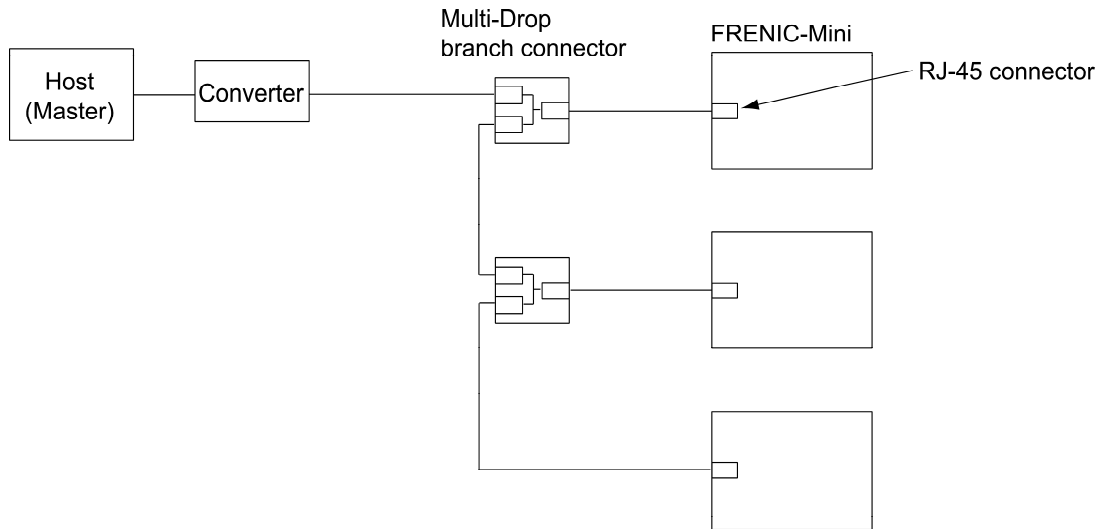 Multi-Drop
branch connector
FRENIC-Mini
RJ-45 connector
Host
(Master)
Converter